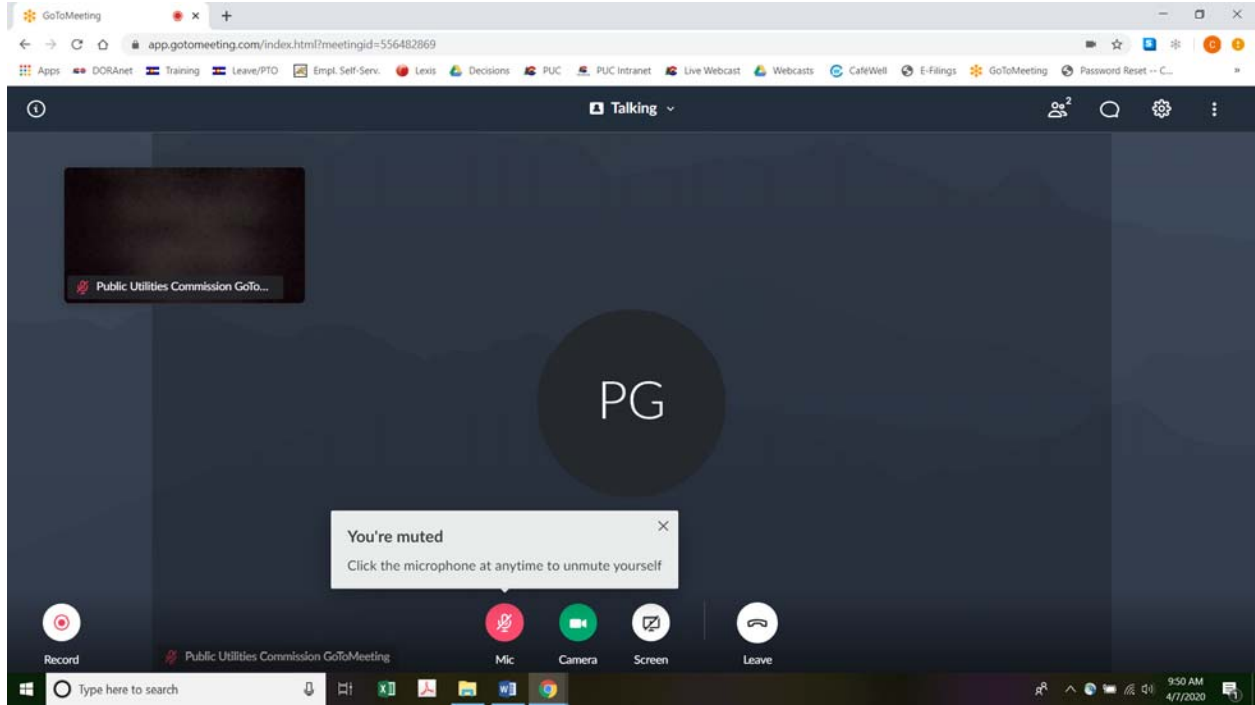 GoToMeeting
app.gotomeeting.com/index.html?meetingid=556482869
Apps DORAnet Training Leave/PTO Empl. Self-Serv. Lexis Decisions PUC PUC Intranet Live Webcast Webcasts CaféWell E-Filings GoToMeeting Password Reset -- C...
Talking
2
Public Utilities Commission GoTo...
PG
You're muted
Click the microphone at anytime to unmute yourself
Public Utilities Commission GoToMeeting
Record Mic Camera Screen Leave
Type here to search
9:50 AM
4/7/2020